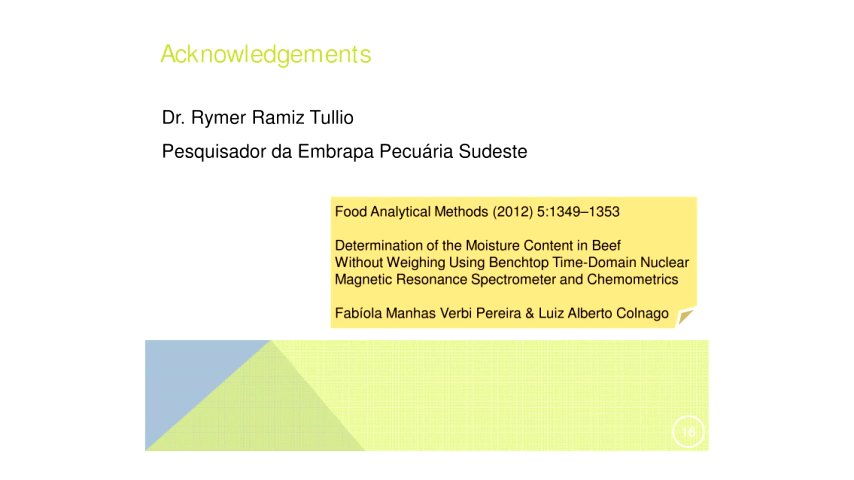 Acknowledgements
Dr. Rymer Ramiz Tullio
Pesquisador da Embrapa Pecuária Sudeste
Food Analytical Methods (2012) 5:1349–1353
Determination of the Moisture Content in Beef
Without Weighing Using Benchtop Time-Domain Nuclear
Magnetic Resonance Spectrometer and Chemometrics
Fabíola Manhas Verbi Pereira & Luiz Alberto Colnago
16